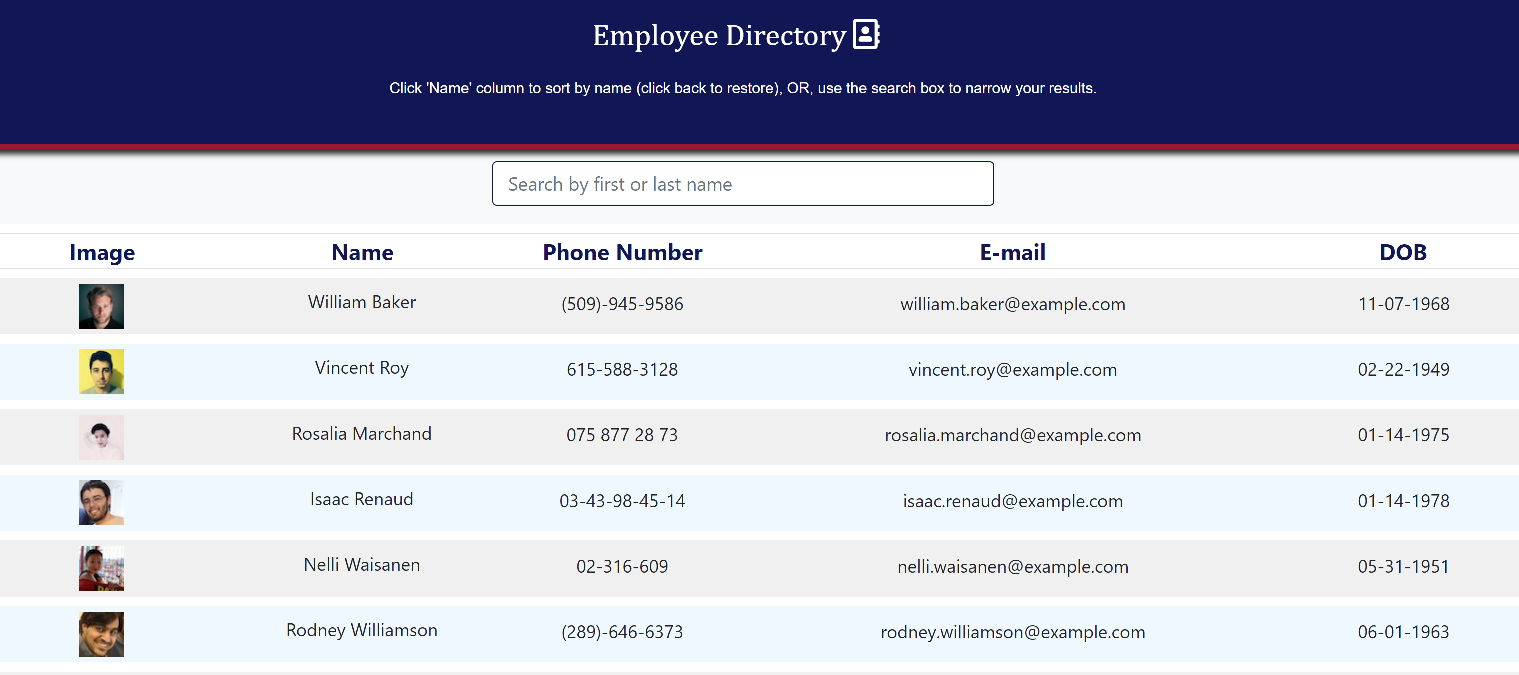 Employee Directory
Click 'Name' column to sort by name (click back to restore), OR, use the search box to narrow your results.
Search by first or last name
Image Name Phone Number E-mail DOB
William Baker (509)-945-9586 william.baker@example.com 11-07-1968
Vincent Roy 615-588-3128 vincent.roy@example.com 02-22-1949
Rosalia Marchand 075 877 28 73 rosalia.marchand@example.com 01-14-1975
Isaac Renaud 03-43-98-45-14 isaac.renaud@example.com 01-14-1978
Nelli Waisanen 02-316-609 nelli.waisanen@example.com 05-31-1951
Rodney Williamson (289)-646-6373 rodney.williamson@example.com 06-01-1963